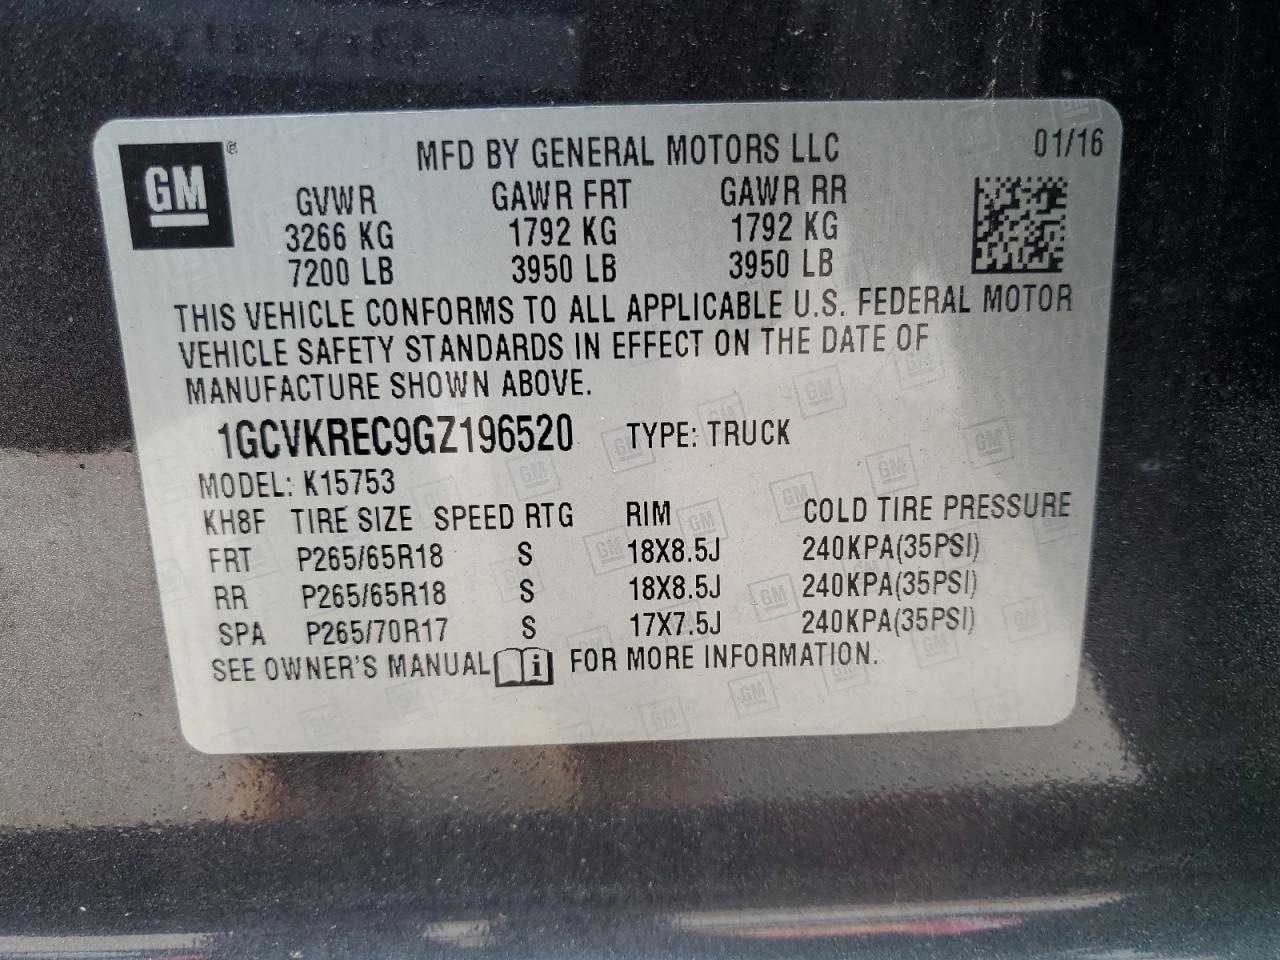 GM®
MFD BY GENERAL MOTORS LLC 01/16
GVWR GAWR FRT GAWR RR
3266 KG 1792 KG 1792 KG
7200 LB 3950 LB 3950 LB
THIS VEHICLE CONFORMS TO ALL APPLICABLE U.S. FEDERAL MOTOR
VEHICLE SAFETY STANDARDS IN EFFECT ON THE DATE OF
MANUFACTURE SHOWN ABOVE.
1GCVKREC9GZ196520 TYPE: TRUCK
MODEL: K15753
KH8F TIRE SIZE SPEED RTG RIM COLD TIRE PRESSURE
FRT P265/65R18 S 18X8.5J 240KPA(35PSI)
RR P265/65R18 S 18X8.5J 240KPA(35PSI)
SPA P265/70R17 S 17X7.5J 240KPA(35PSI)
SEE OWNER'S MANUAL i FOR MORE INFORMATION.